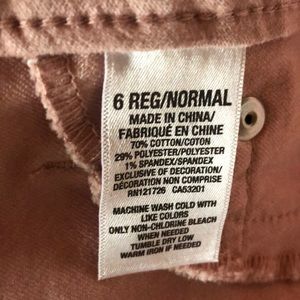 6 REG/NORMAL
MADE IN CHINA/
FABRIQUÉ EN CHINE
70% COTTON/COTON
29% POLYESTER/POLYESTER
1% SPANDEX/SPANDEX
EXCLUSIVE OF DECORATION/
DÉCORATION NON COMPRISE
RN121726 CA53201
MACHINE WASH COLD WITH
LIKE COLORS
ONLY NON-CHLORINE BLEACH
WHEN NEEDED
TUMBLE DRY LOW
WARM IRON IF NEEDED